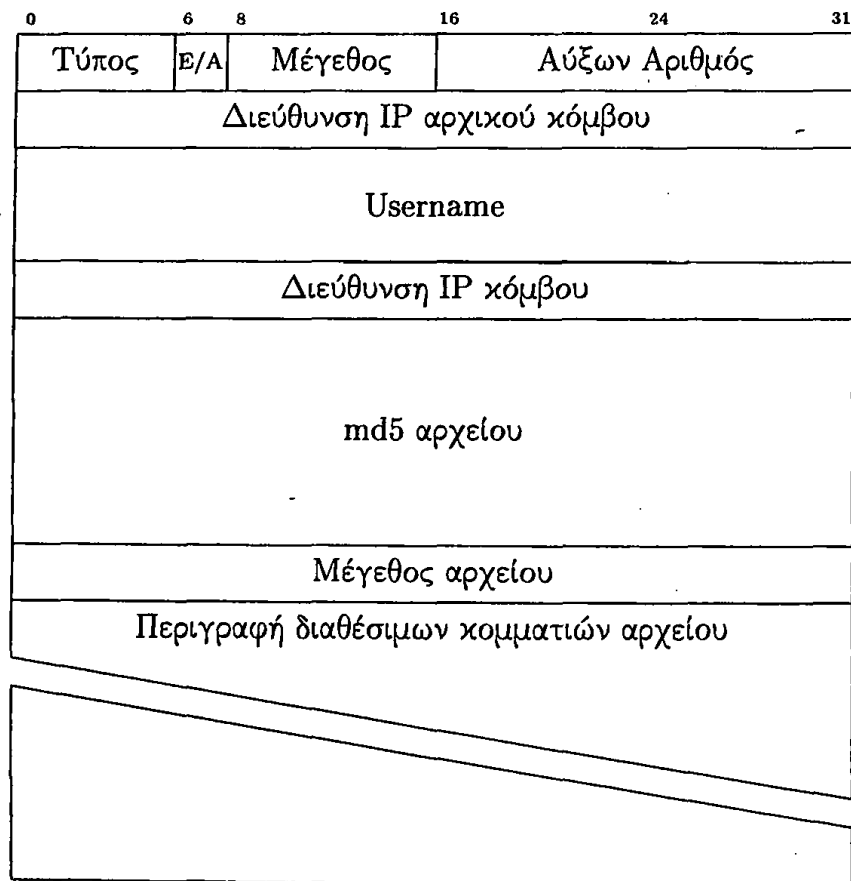 0 6 8 16 24 31
Τύπος E/A Μέγεθος Αύξων Αριθμός
Διεύθυνση IP αρχικού κόμβου
Username
Διεύθυνση IP κόμβου
md5 αρχείου
Μέγεθος αρχείου
Περιγραφή διαθέσιμων κομματιών αρχείου